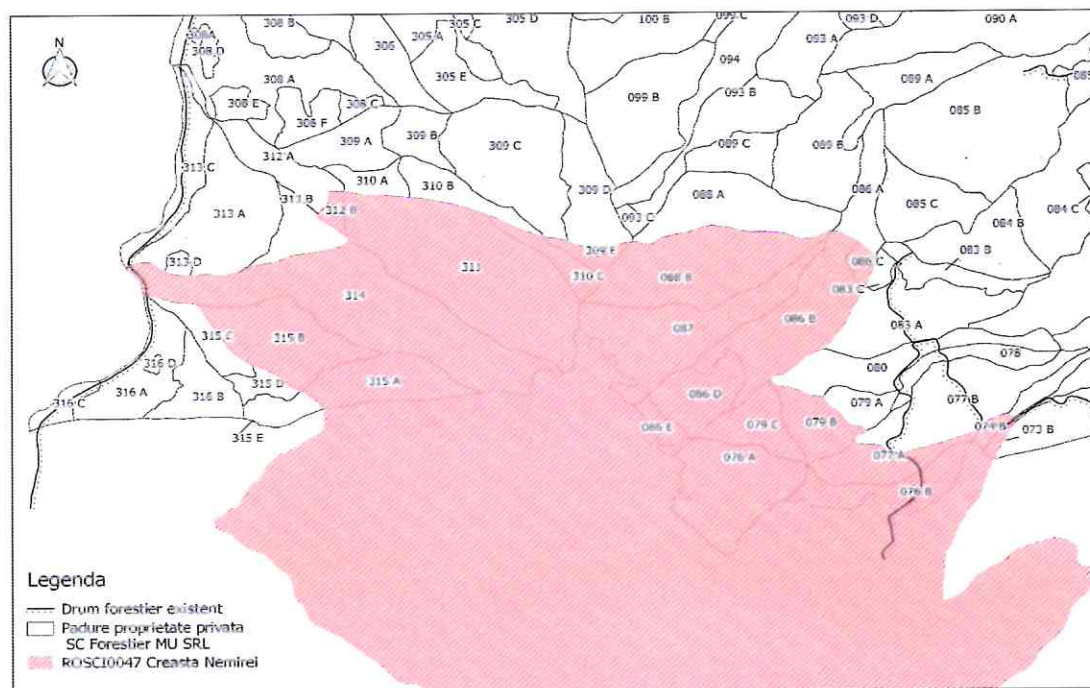 308 B
305 C
305 D
100 B
099 C
093 D
090 A
308A
308 D
306
305 A
093 A
094
N
308 A
305 E
089 A
308 E
308 C
099 B
093 B
085 B
308 F
309 A
309 B
309 C
089 C
089 B
312 A
313 C
310 A
310 B
309 D
088 A
086 A
313 B
312 B
093 C
085 C
084 B
084 C
313 A
309 E
083 B
313 D
311
310 C
088 B
088 C
314
083 C
087
086 B
083 A
315 C
315 B
316 D
080
078
315 A
315 D
316 A
316 B
316 C
086 D
079 A
077 B
315 E
086 E
079 C
079 B
074 B
073 B
076 A
077 A
076 B
Legenda
Drum forestier existent
Padure proprietate privata
SC Forestier MU SRL
ROSCI0047 Creasta Nemirei